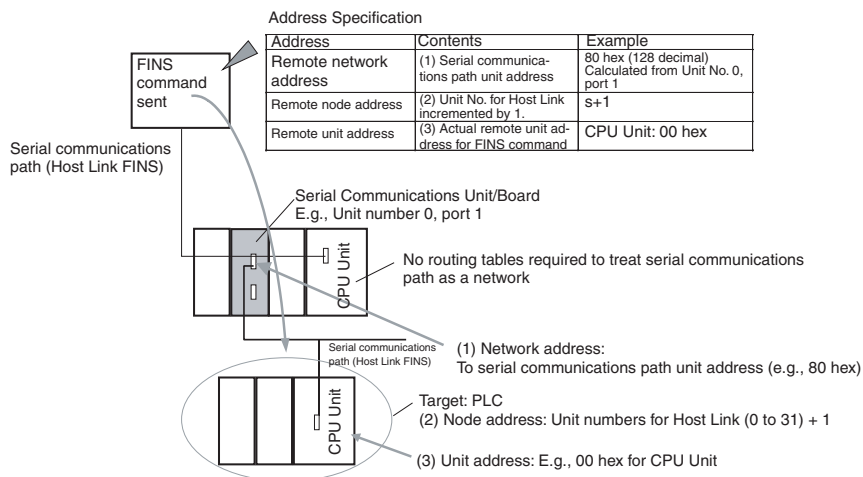 Address Specification
Address Contents Example
Remote network address (1) Serial communica-tions path unit address 80 hex (128 decimal) Calculated from Unit No. 0, port 1
Remote node address (2) Unit No. for Host Link incremented by 1. s+1
Remote unit address (3) Actual remote unit ad-dress for FINS command CPU Unit: 00 hex
FINS
command
sent
Serial communications
path (Host Link FINS)
Serial Communications Unit/Board
E.g., Unit number 0, port 1
CPU Unit
No routing tables required to treat serial communications
path as a network
Serial communications
path (Host Link FINS)
(1) Network address:
To serial communications path unit address (e.g., 80 hex)
Target: PLC
(2) Node address: Unit numbers for Host Link (0 to 31) + 1
CPU Unit
(3) Unit address: E.g., 00 hex for CPU Unit